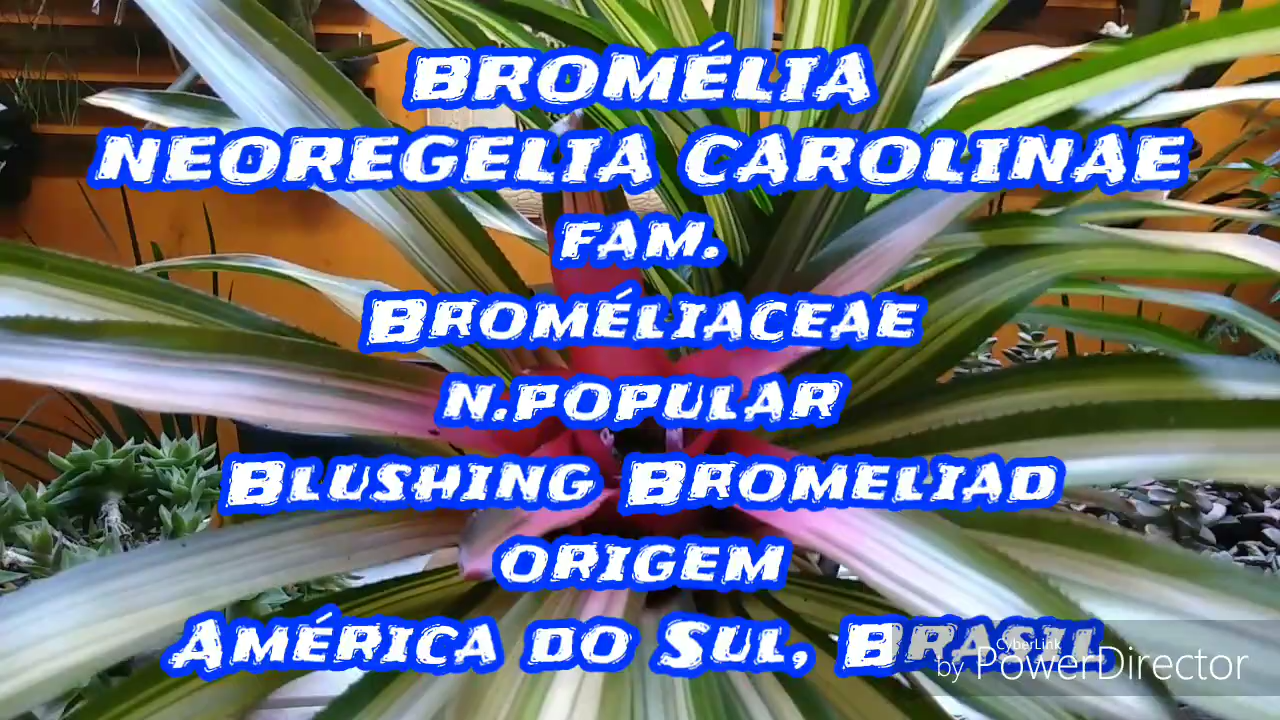 BROMÉLIA
NEOREGELIA CAROLINAE
FAM.
BROMÉLIACEAE
N.POPULAR
BLUSHING BROMELIAD
ORIGEM
AMÉRICA DO SUL, BRASIL
CyberLink
by PowerDirector